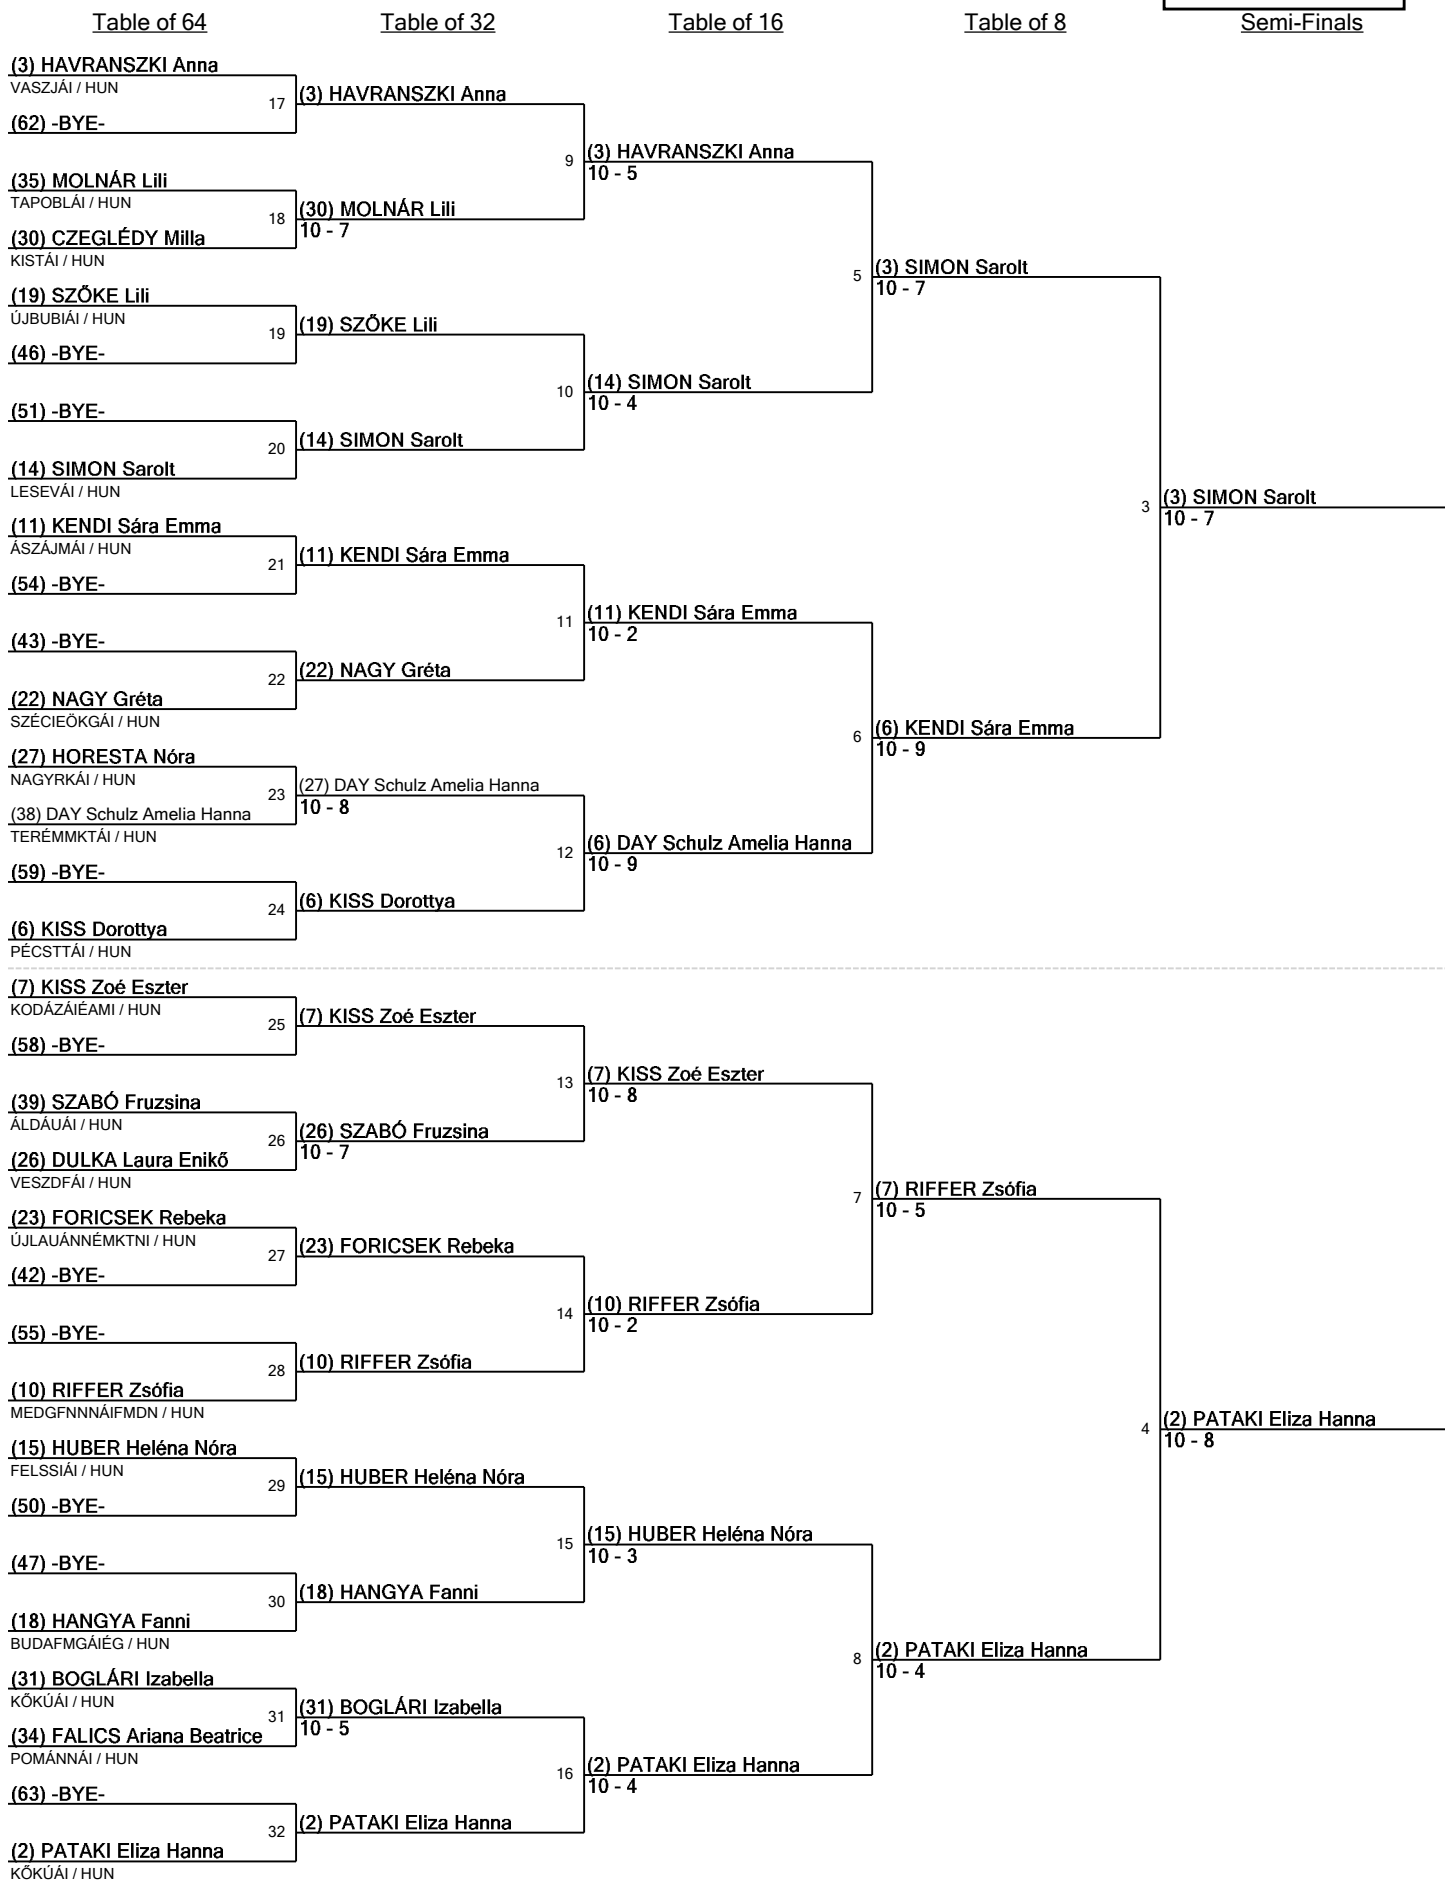 Table of 64
Table of 32
Table of 16
Table of 8
Semi-Finals
(3) HAVRANSZKI Anna
VASZJÁI / HUN
17
(62) -BYE-
(35) MOLNÁR Lili
TAPOBLÁI / HUN
18
(30) CZEGLÉDY Milla
KISTÁI / HUN
(19) SZŐKE Lili
ÚJBUBIÁI / HUN
19
(46) -BYE-
(51) -BYE-
20
(14) SIMON Sarolt
LESEVÁI / HUN
(11) KENDI Sára Emma
ÁSZÁJMÁI / HUN
21
(54) -BYE-
(43) -BYE-
22
(22) NAGY Gréta
SZÉCIEÖKGÁI / HUN
(27) HORESTA Nóra
NAGYRKÁI / HUN
23
(38) DAY Schulz Amelia Hanna
TERÉMMKTÁI / HUN
(59) -BYE-
24
(6) KISS Dorottya
PÉCSTTÁI / HUN
(7) KISS Zoé Eszter
KODÁZÁIÉAMI / HUN
25
(58) -BYE-
(39) SZABÓ Fruzsina
ÁLDÁUÁI / HUN
26
(26) DULKA Laura Enikő
VESZDFÁI / HUN
(23) FORICSEK Rebeka
ÚJLAUÁNNÉMKTNI / HUN
27
(42) -BYE-
(55) -BYE-
28
(10) RIFFER Zsófia
MEDGFNNNÁIFMDN / HUN
(15) HUBER Heléna Nóra
FELSSIÁI / HUN
29
(50) -BYE-
(47) -BYE-
30
(18) HANGYA Fanni
BUDAFMGÁIÉG / HUN
(31) BOGLÁRI Izabella
KŐKÚÁI / HUN
31
(34) FALICS Ariana Beatrice
POMÁNNÁI / HUN
(63) -BYE-
32
(2) PATAKI Eliza Hanna
KŐKÚÁI / HUN
(3) HAVRANSZKI Anna
9
(30) MOLNÁR Lili
10 - 7
(19) SZŐKE Lili
10
(14) SIMON Sarolt
(11) KENDI Sára Emma
11
(22) NAGY Gréta
(27) DAY Schulz Amelia Hanna
10 - 8
12
(6) KISS Dorottya
(7) KISS Zoé Eszter
13
(26) SZABÓ Fruzsina
10 - 7
(23) FORICSEK Rebeka
14
(10) RIFFER Zsófia
(15) HUBER Heléna Nóra
15
(18) HANGYA Fanni
(31) BOGLÁRI Izabella
10 - 5
16
(2) PATAKI Eliza Hanna
(3) HAVRANSZKI Anna
10 - 5
5
(14) SIMON Sarolt
10 - 4
(11) KENDI Sára Emma
10 - 2
6
(6) DAY Schulz Amelia Hanna
10 - 9
(7) KISS Zoé Eszter
10 - 8
7
(10) RIFFER Zsófia
10 - 2
(15) HUBER Heléna Nóra
10 - 3
8
(2) PATAKI Eliza Hanna
10 - 4
(3) SIMON Sarolt
10 - 7
3
(6) KENDI Sára Emma
10 - 9
(7) RIFFER Zsófia
10 - 5
4
(2) PATAKI Eliza Hanna
10 - 4
(3) SIMON Sarolt
10 - 7
(2) PATAKI Eliza Hanna
10 - 8